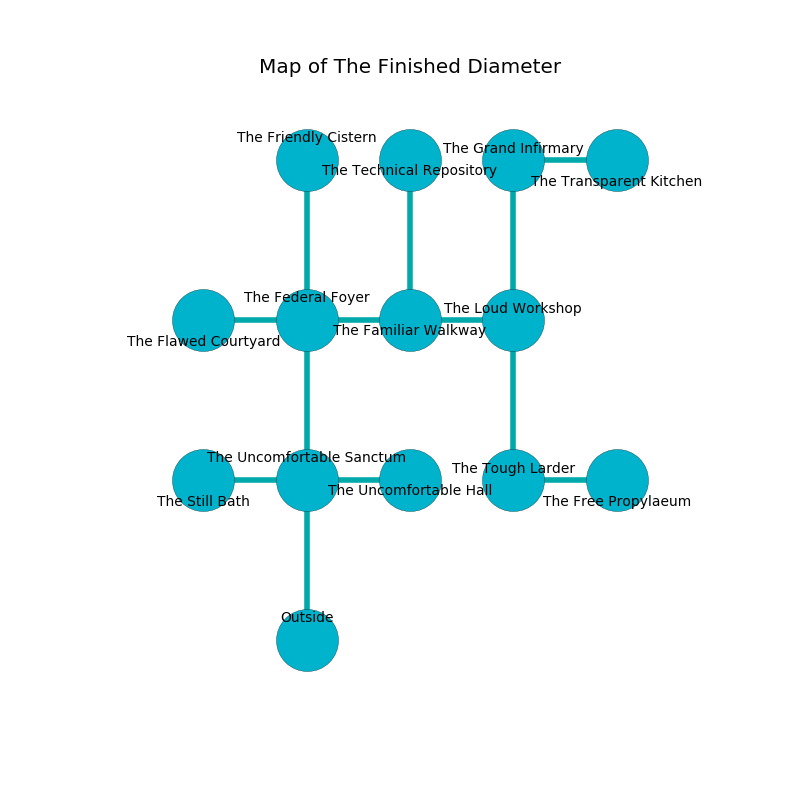 Map of The Finished Diameter
The Friendly Cistern
The Grand Infirmary
The Technical Repository
The Transparent Kitchen
The Federal Foyer
The Loud Workshop
The Familiar Walkway
The Flawed Courtyard
The Uncomfortable Sanctum
The Tough Larder
The Uncomfortable Hall
The Still Bath
The Free Propylaeum
Outside